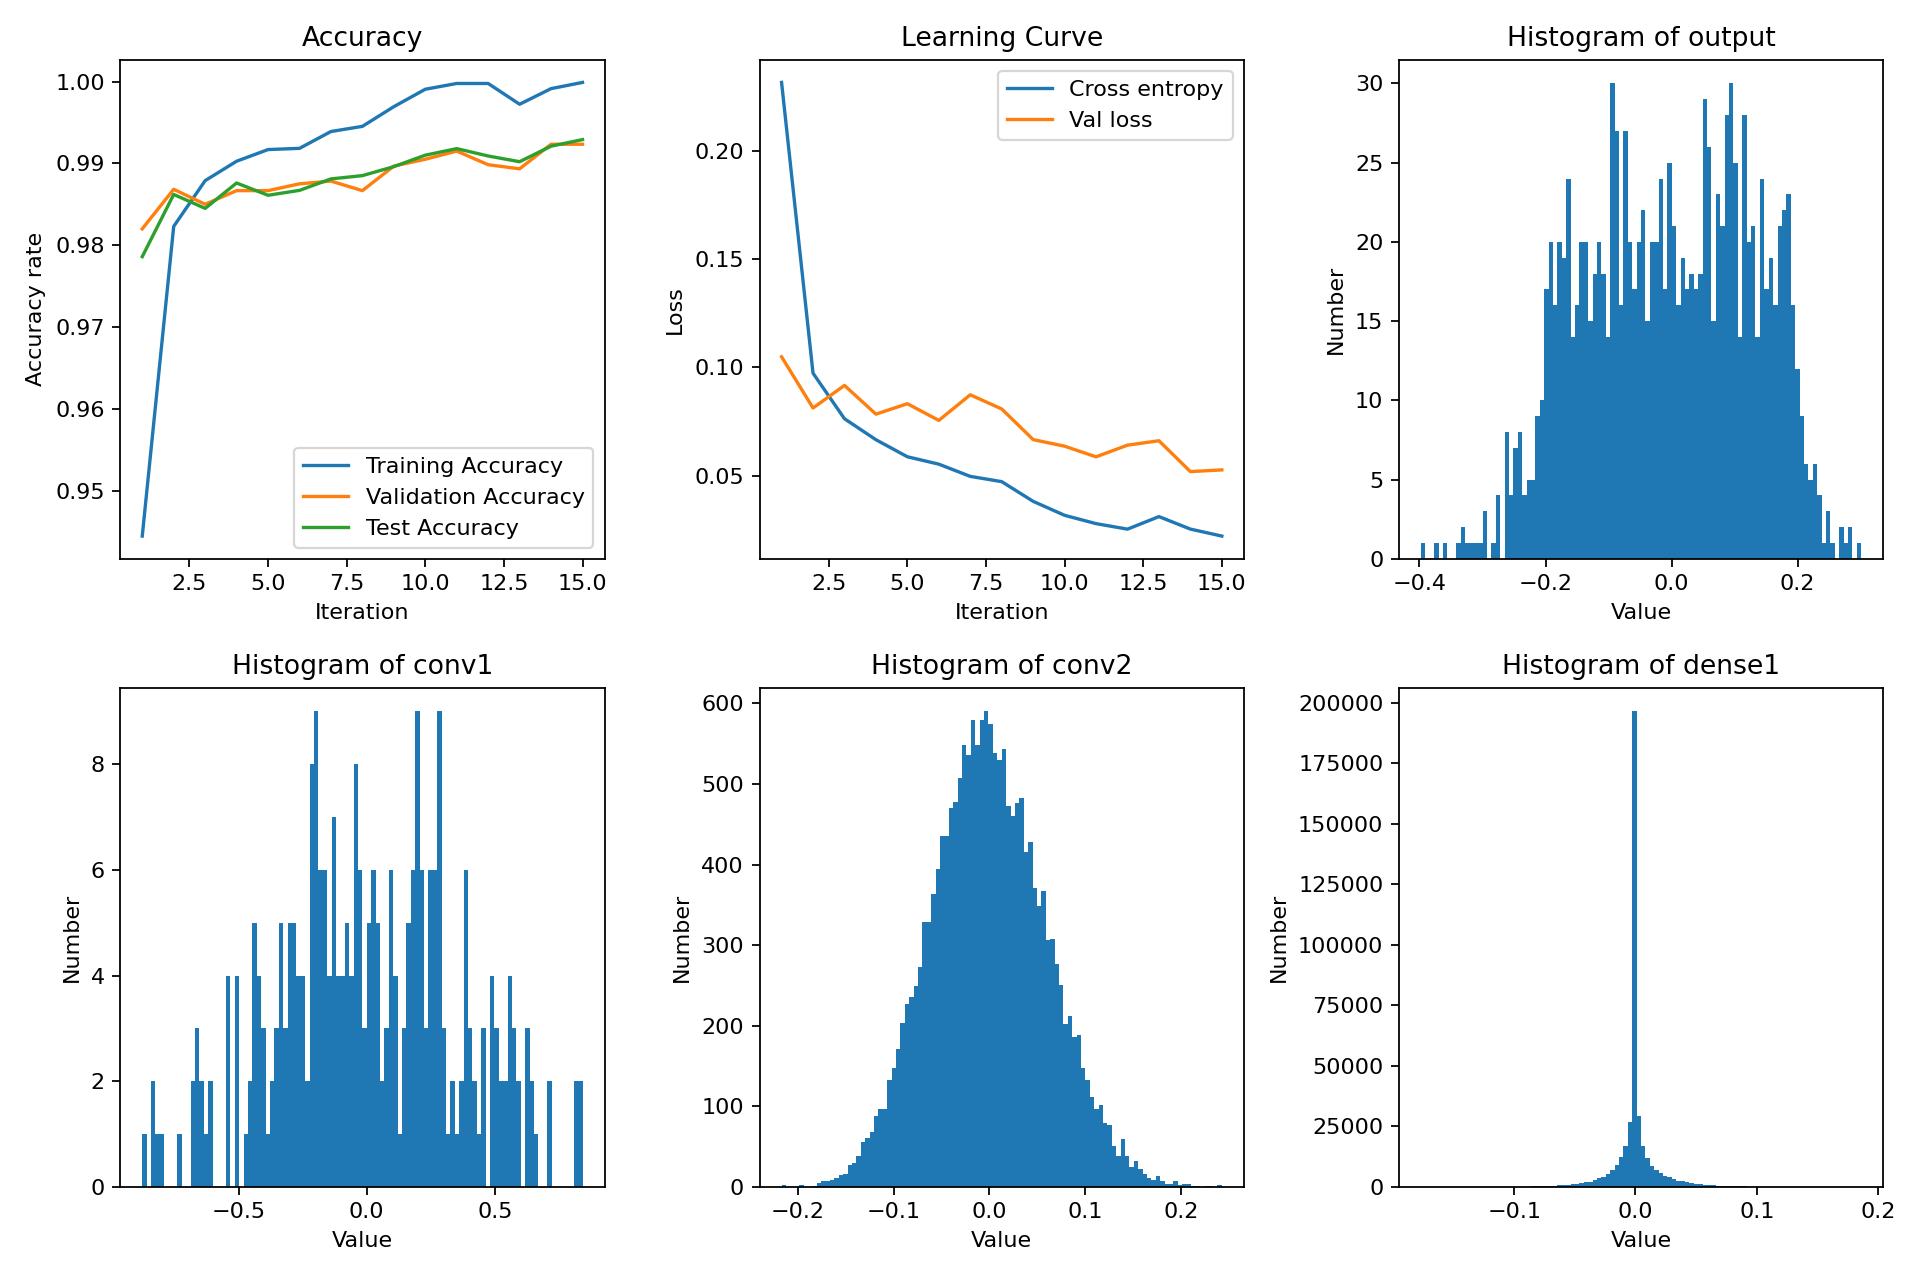 Accuracy
1.00
0.99
0.98
0.97
0.96
0.95
Accuracy rate
Training Accuracy
Validation Accuracy
Test Accuracy
2.5 5.0 7.5 10.0 12.5 15.0
Iteration
Learning Curve
Cross entropy
Val loss
0.20
0.15
0.10
0.05
Loss
2.5 5.0 7.5 10.0 12.5 15.0
Iteration
Histogram of output
30
25
20
15
10
5
0
Number
−0.4 −0.2 0.0 0.2
Value
Histogram of conv1
8
6
4
2
0
Number
−0.5 0.0 0.5
Value
Histogram of conv2
600
500
400
300
200
100
0
Number
−0.2 −0.1 0.0 0.1 0.2
Value
Histogram of dense1
200000
175000
150000
125000
100000
75000
50000
25000
0
Number
−0.1 0.0 0.1 0.2
Value